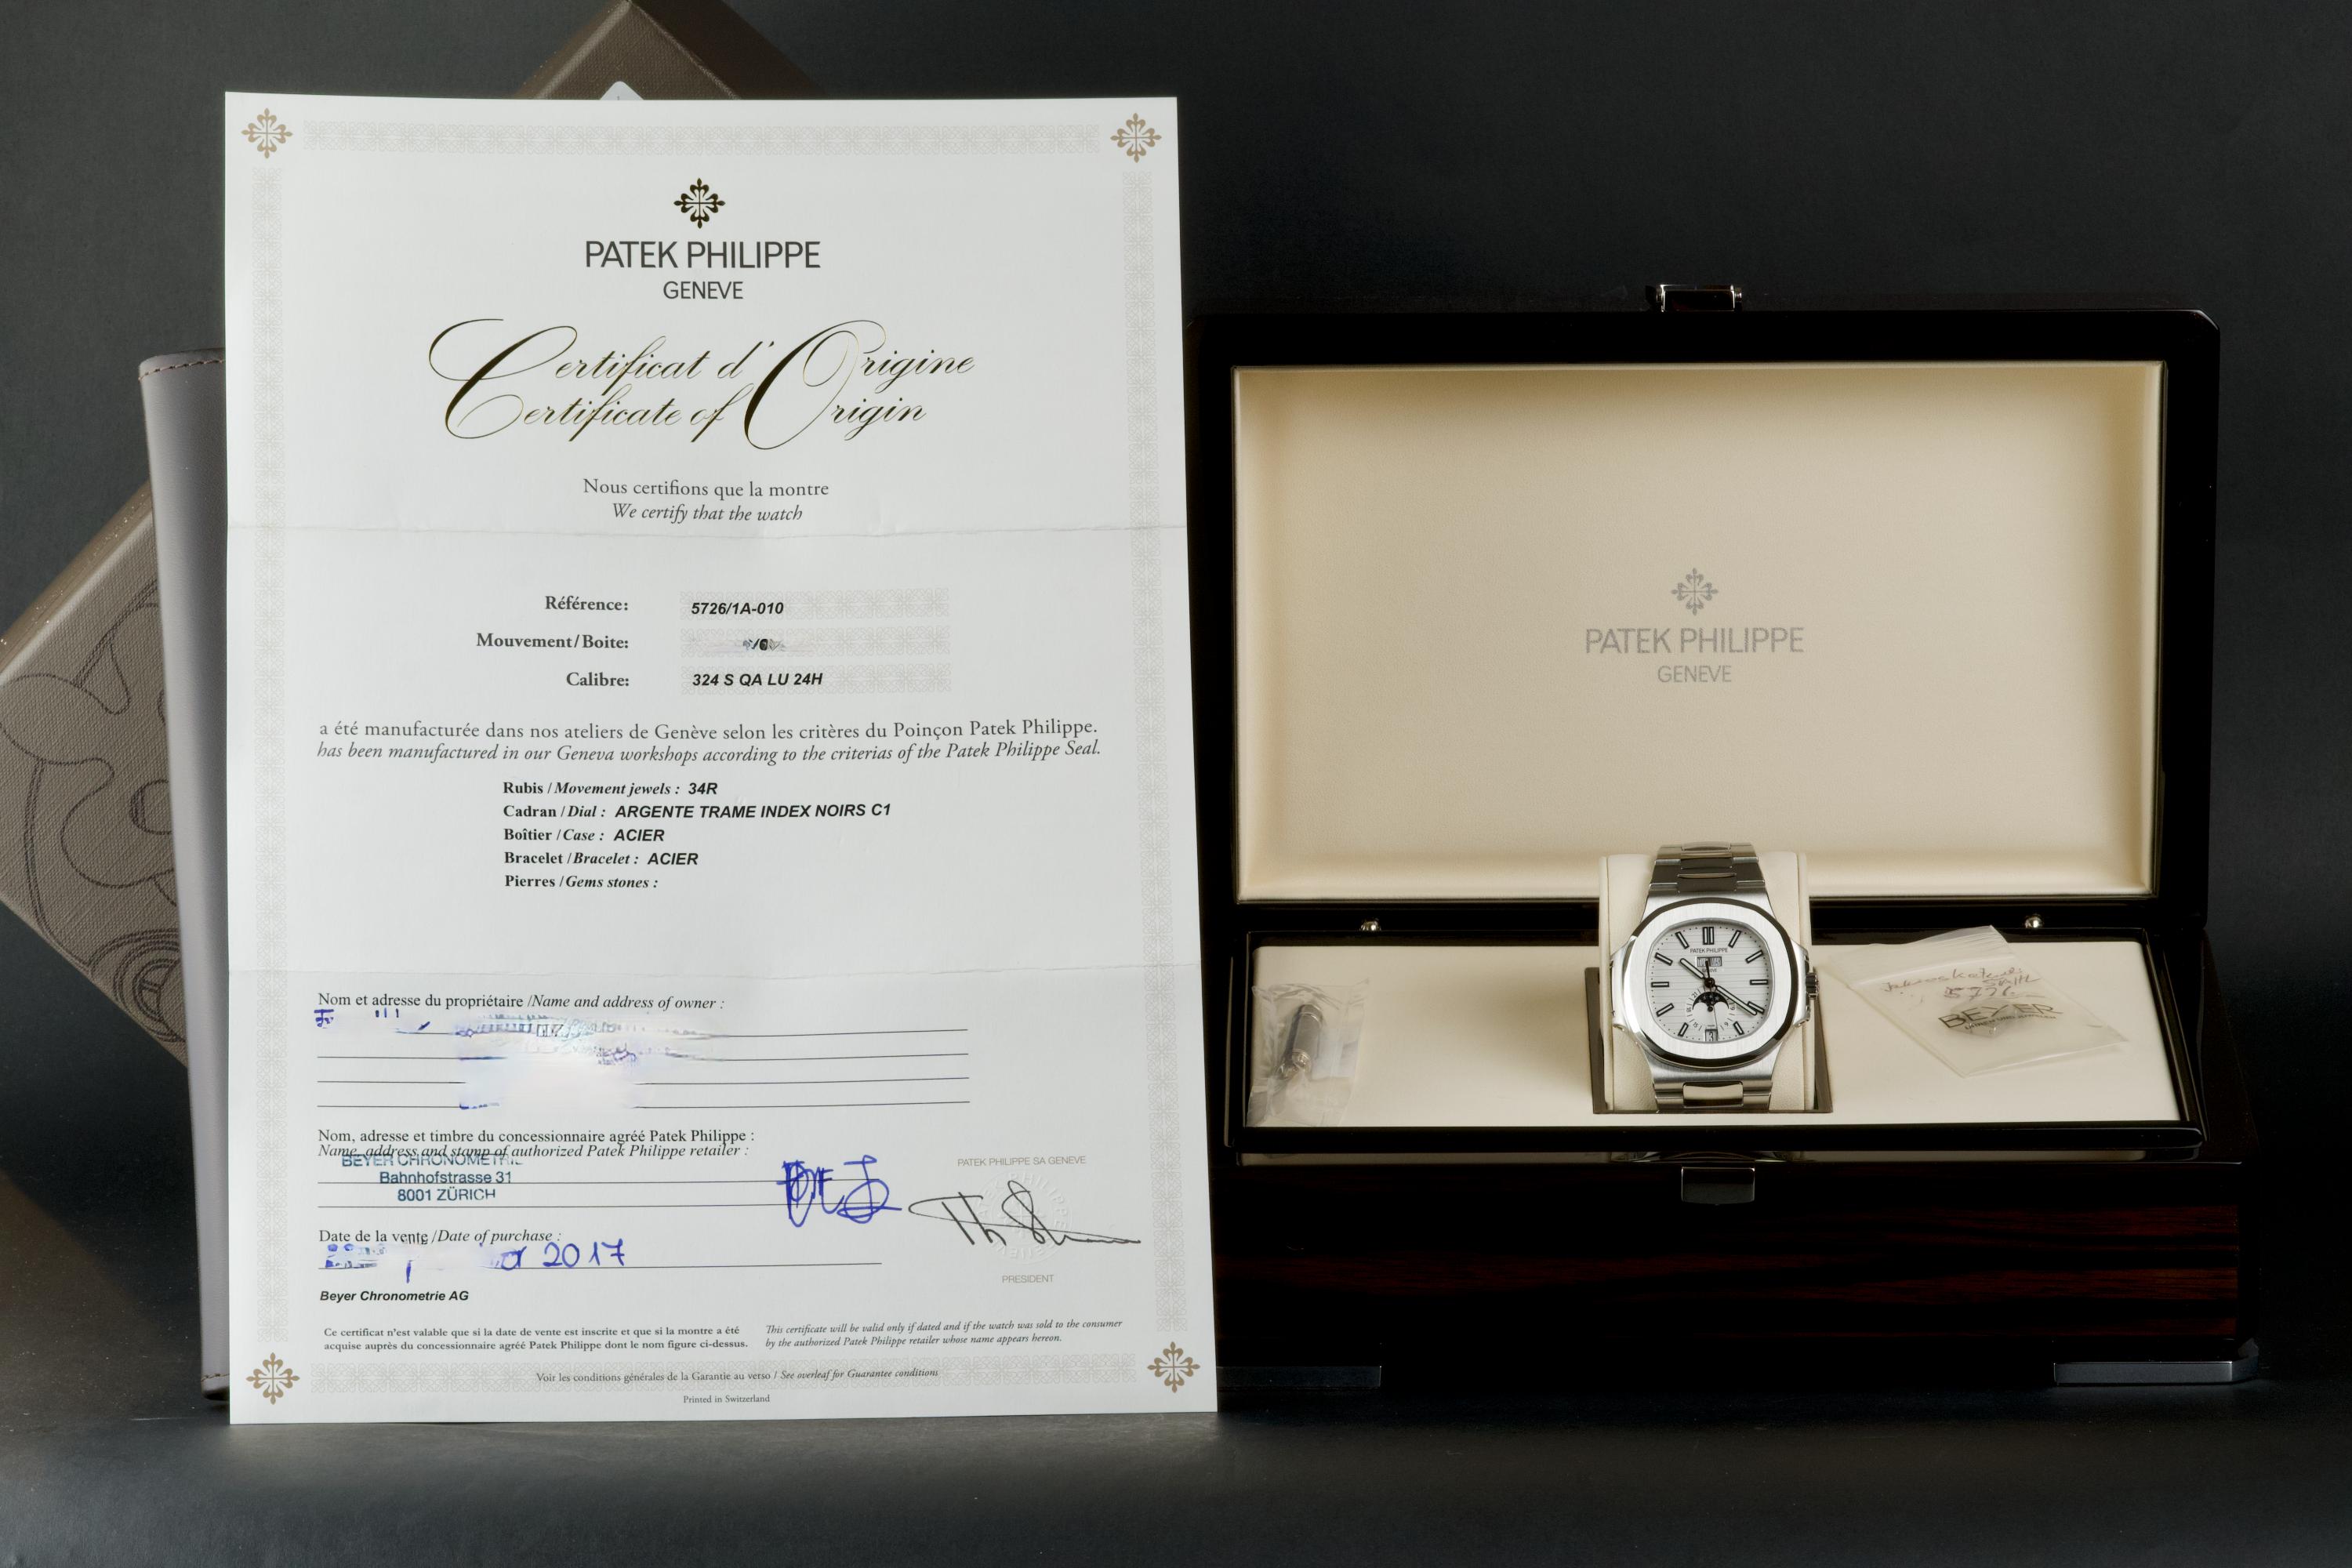 PATEK PHILIPPE
GENEVE
Certificat d'Origine
Certificate of Origin
Nous certifions que la montre
We certify that the watch
Référence: 5726/1A-010
Mouvement/Boite:
Calibre: 324 S QA LU 24H
a été manufacturée dans nos ateliers de Genève selon les critères du Poinçon Patek Philippe.
has been manufactured in our Geneva workshops according to the criterias of the Patek Philippe Seal.
Rubis / Movement jewels : 34R
Cadran / Dial : ARGENTE TRAME INDEX NOIRS C1
Boîtier / Case : ACIER
Bracelet / Bracelet : ACIER
Pierres / Gems stones :
Nom et adresse du propriétaire / Name and address of owner :
Nom, adresse et timbre du concessionnaire agréé Patek Philippe :
Name, address and stamp of authorized Patek Philippe retailer :
BEYER CHRONOMETRIE
Bahnhofstrasse 31
8001 ZÜRICH
PATEK PHILIPPE SA GENEVE
PRESIDENT
Date de la vente / Date of purchase :
2017
Beyer Chronometrie AG
Ce certificat n'est valable que si la date de vente est inscrite et que si la montre a été
acquise auprès du concessionnaire agréé Patek Philippe dont le nom figure ci-dessus.
This certificate will be valid only if dated and if the watch was sold to the consumer
by the authorized Patek Philippe retailer whose name appears hereon.
Voir les conditions générales de la Garantie au verso / See overleaf for Guarantee conditions
Printed in Switzerland
PATEK PHILIPPE
GENEVE
PATEK PHILIPPE
BEYER